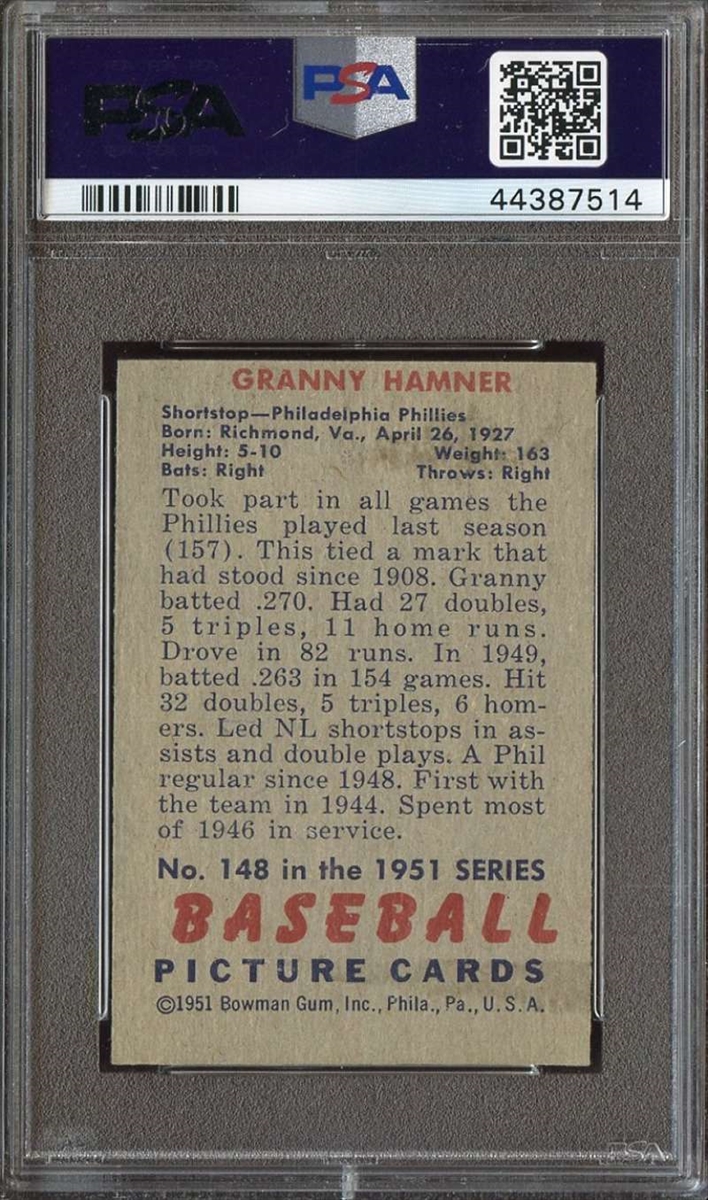 PSA
PSA
44387514
GRANNY HAMNER
Shortstop—Philadelphia Phillies
Born: Richmond, Va., April 26, 1927
Height: 5-10 Weight: 163
Bats: Right Throws: Right
Took part in all games the
Phillies played last season
(157). This tied a mark that
had stood since 1908. Granny
batted .270. Had 27 doubles,
5 triples, 11 home runs.
Drove in 82 runs. In 1949,
batted .263 in 154 games. Hit
32 doubles, 5 triples, 6 hom-
ers. Led NL shortstops in as-
sists and double plays. A Phil
regular since 1948. First with
the team in 1944. Spent most
of 1946 in service.
No. 148 in the 1951 SERIES
BASEBALL
PICTURE CARDS
©1951 Bowman Gum, Inc., Phila., Pa., U.S.A.
PSA